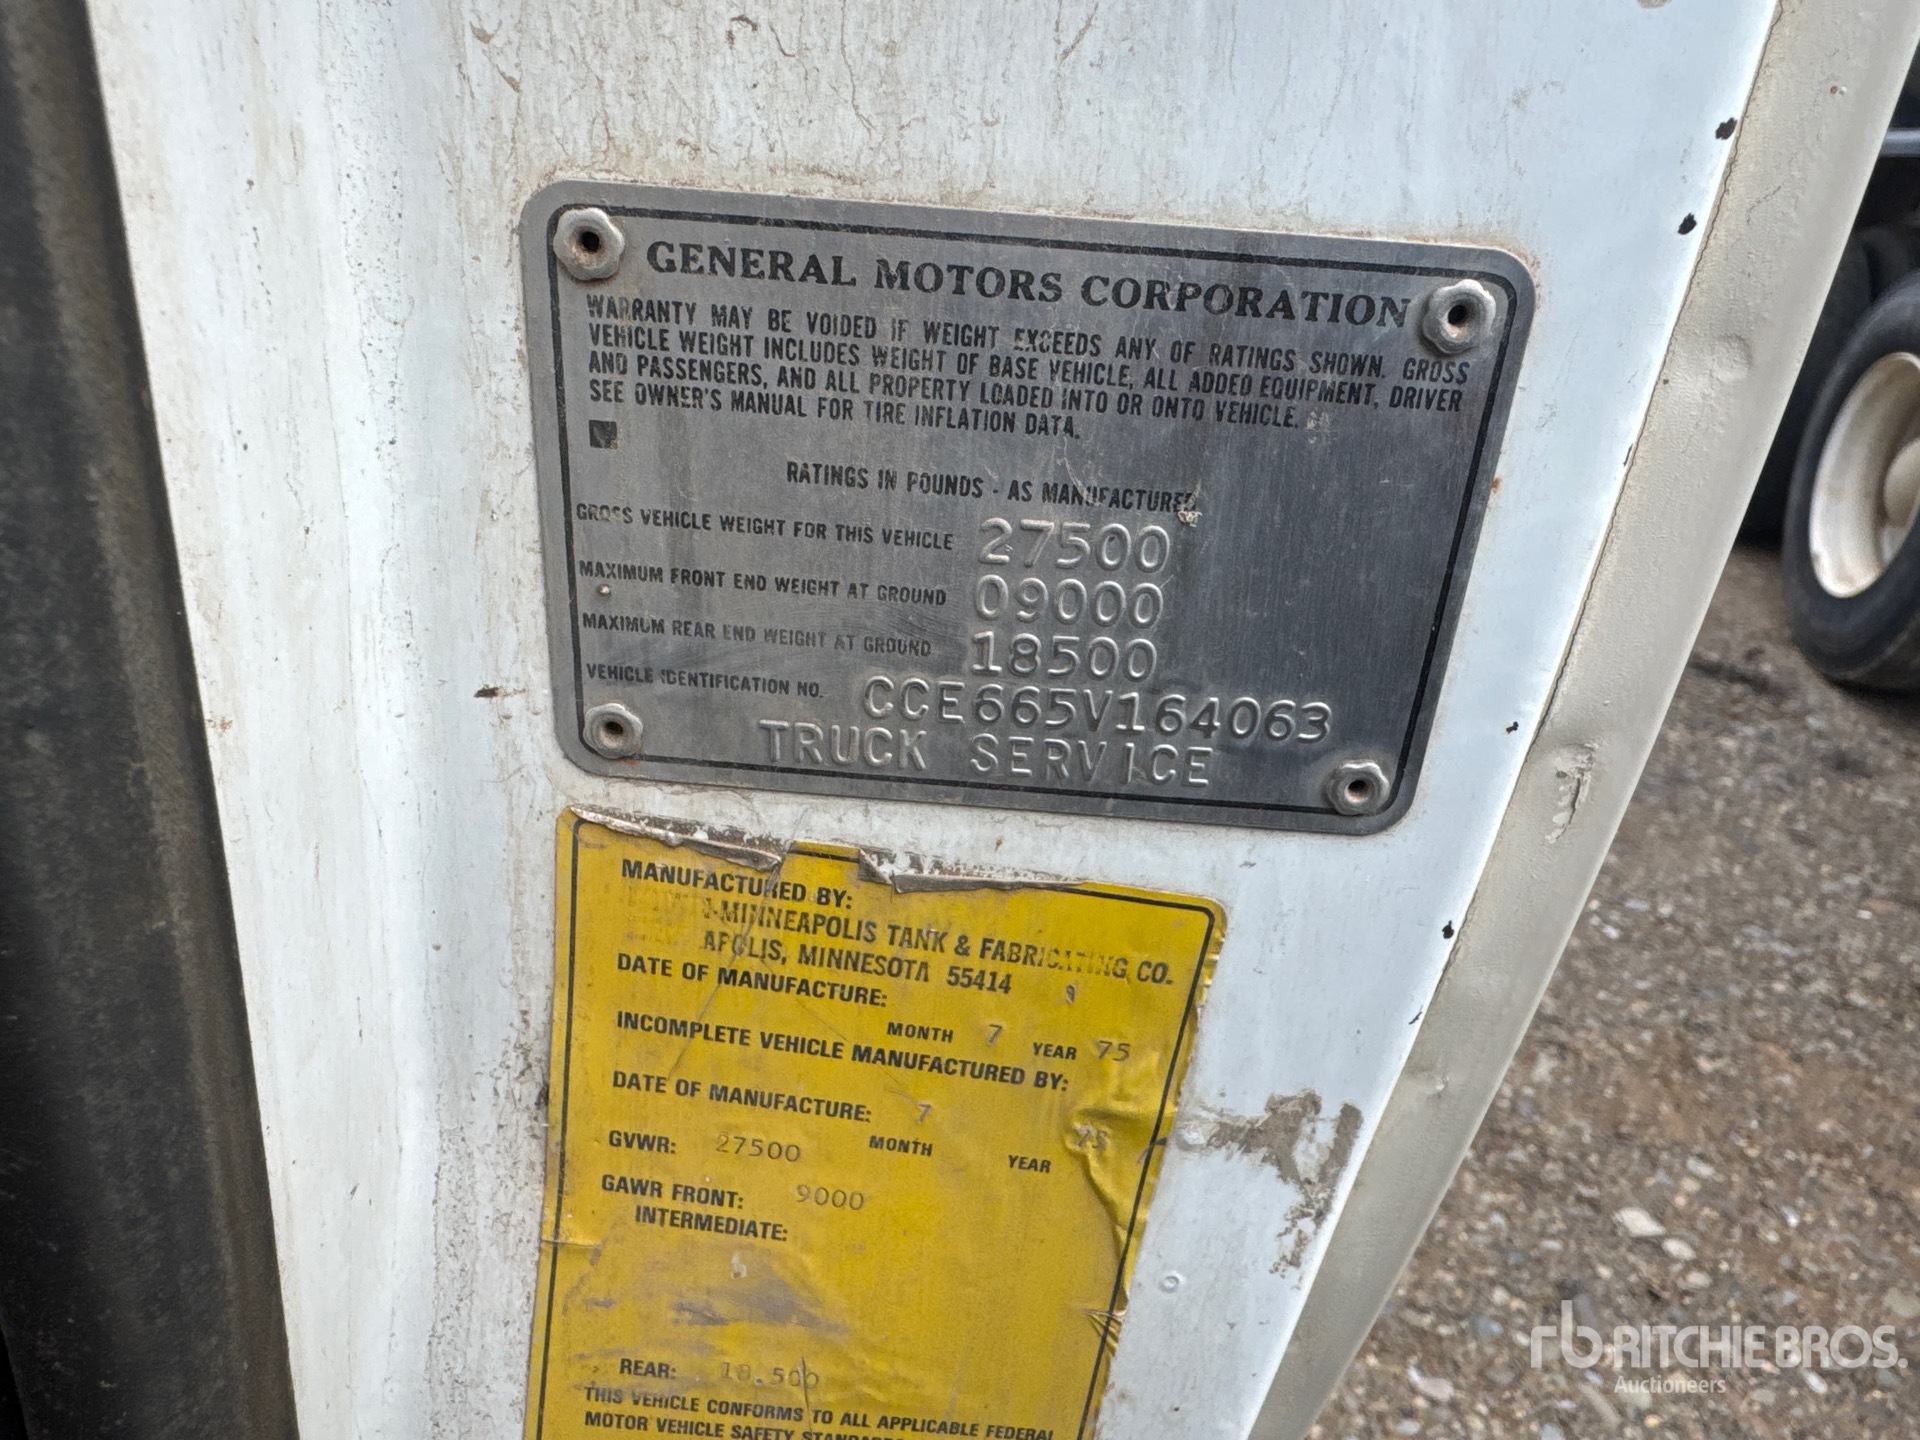 GENERAL MOTORS CORPORATION
WARRANTY MAY BE VOIDED IF WEIGHT EXCEEDS ANY OF RATINGS SHOWN. GROSS
VEHICLE WEIGHT INCLUDES WEIGHT OF BASE VEHICLE, ALL ADDED EQUIPMENT, DRIVER
AND PASSENGERS, AND ALL PROPERTY LOADED INTO OR ONTO VEHICLE.
SEE OWNER'S MANUAL FOR TIRE INFLATION DATA.
RATINGS IN POUNDS - AS MANUFACTURED
GROSS VEHICLE WEIGHT FOR THIS VEHICLE 27500
MAXIMUM FRONT END WEIGHT AT GROUND 09000
MAXIMUM REAR END WEIGHT AT GROUND 18500
VEHICLE IDENTIFICATION NO. CCE665V164063
TRUCK SERVICE
MANUFACTURED BY:
-MINNEAPOLIS TANK & FABRICATING CO.
APOLIS, MINNESOTA 55414
DATE OF MANUFACTURE:
MONTH 7 YEAR 75
INCOMPLETE VEHICLE MANUFACTURED BY:
DATE OF MANUFACTURE: 7 75
MONTH YEAR
GVWR: 27500
GAWR FRONT: 9000
INTERMEDIATE:
REAR: 18,500
THIS VEHICLE CONFORMS TO ALL APPLICABLE FEDERAL
MOTOR VEHICLE SAFETY
rb RITCHIE BROS.
Auctioneers